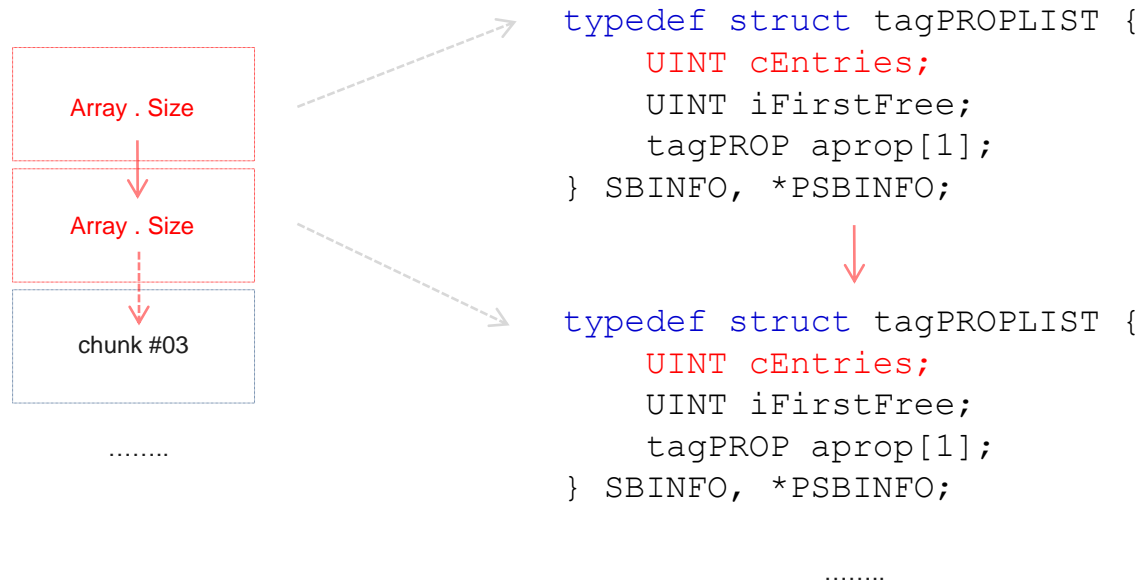 Array . Size
Array . Size
chunk #03
........
typedef struct tagPROPLIST {
    UINT cEntries;
    UINT iFirstFree;
    tagPROP aprop[1];
} SBINFO, *PSBINFO;
typedef struct tagPROPLIST {
    UINT cEntries;
    UINT iFirstFree;
    tagPROP aprop[1];
} SBINFO, *PSBINFO;
........